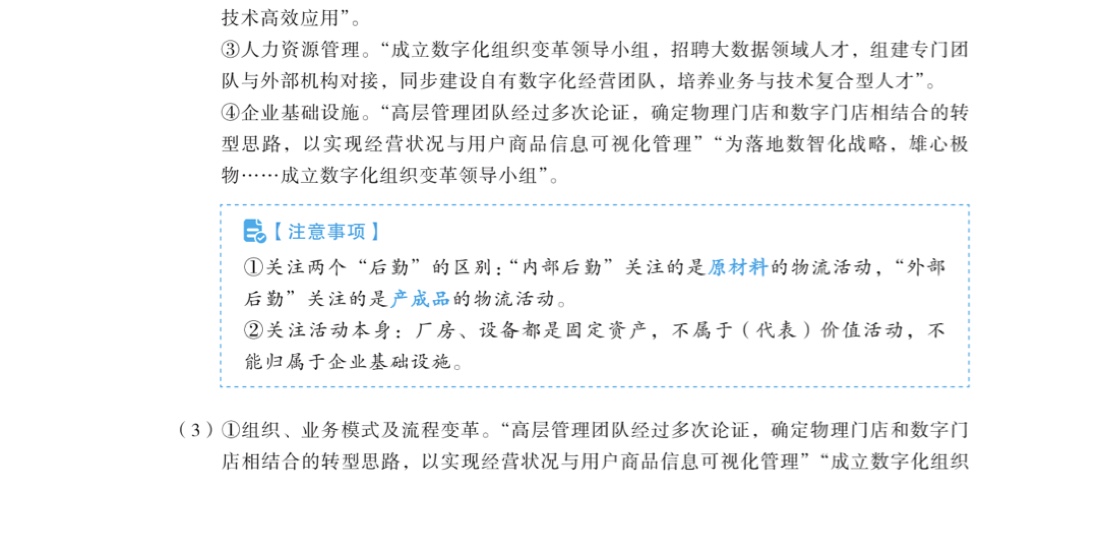 技术高效应用”。
③人力资源管理。“成立数字化组织变革领导小组，招聘大数据领域人才，组建专门团
队与外部机构对接，同步建设自有数字化经营团队，培养业务与技术复合型人才”。
④企业基础设施。“高层管理团队经过多次论证，确定物理门店和数字门店相结合的转
型思路，以实现经营状况与用户商品信息可视化管理”“为落地数智化战略，雄心极
物……成立数字化组织变革领导小组”。
【注意事项】
①关注两个“后勤”的区别：“内部后勤”关注的是原材料的物流活动，“外部
后勤”关注的是产成品的物流活动。
②关注活动本身：厂房、设备都是固定资产，不属于（代表）价值活动，不
能归属于企业基础设施。
（3）①组织、业务模式及流程变革。“高层管理团队经过多次论证，确定物理门店和数字门
店相结合的转型思路，以实现经营状况与用户商品信息可视化管理”“成立数字化组织